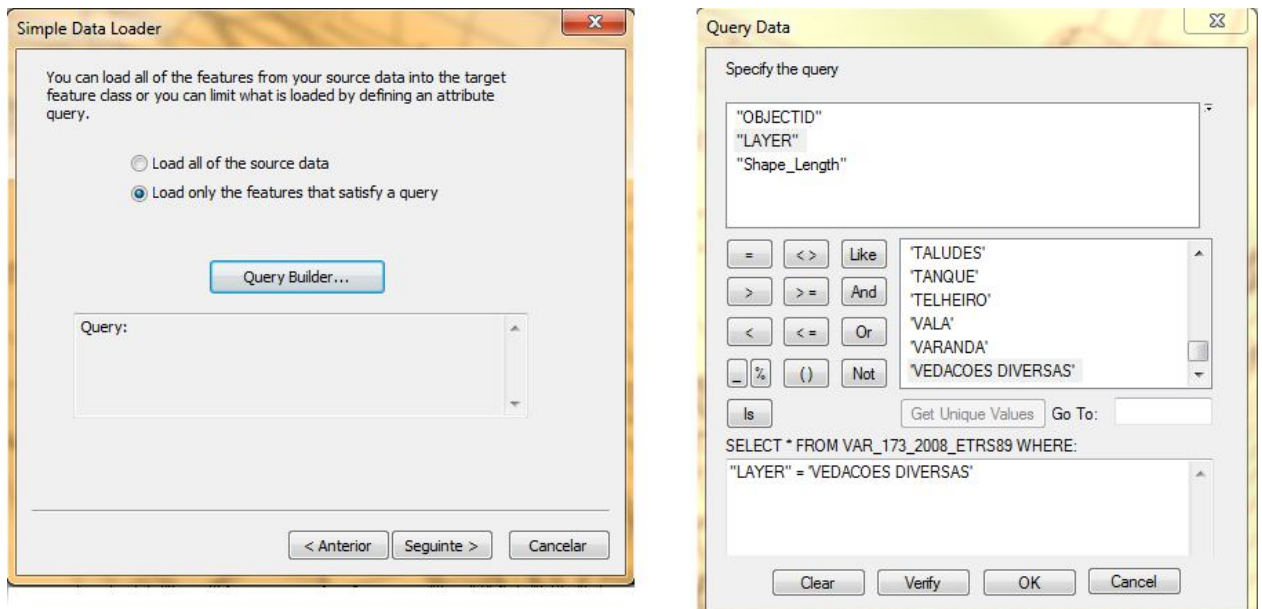 Simple Data Loader
You can load all of the features from your source data into the target
feature class or you can limit what is loaded by defining an attribute
query.
Load all of the source data
Load only the features that satisfy a query
Query Builder...
Query:
< Anterior
Seguinte >
Cancelar
Query Data
Specify the query
"OBJECTID"
"LAYER"
"Shape_Length"
= <> Like
> >= And
< <= Or
_ % () Not
Is
'TALUDES'
'TANQUE'
'TELHEIRO'
'VALA'
'VARANDA'
'VEDACOES DIVERSAS'
Get Unique Values Go To:
SELECT * FROM VAR_173_2008_ETRS89 WHERE:
"LAYER" = 'VEDACOES DIVERSAS'
Clear Verify OK Cancel